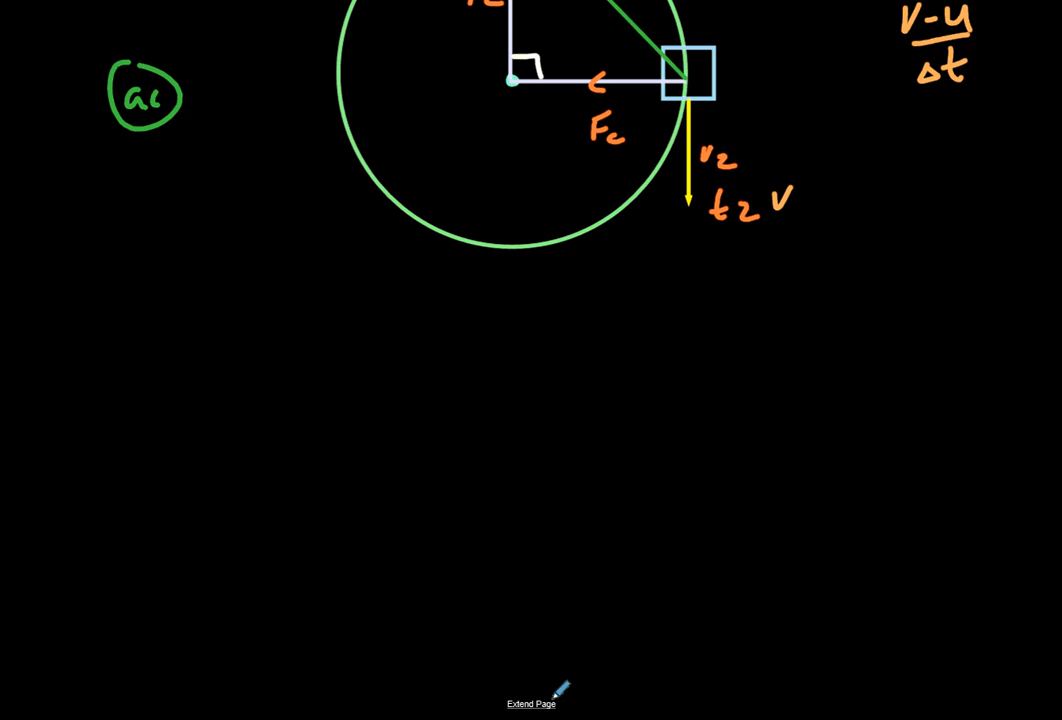 v-u
Δt
ac
Fc
v2
t2 v
Extend Page